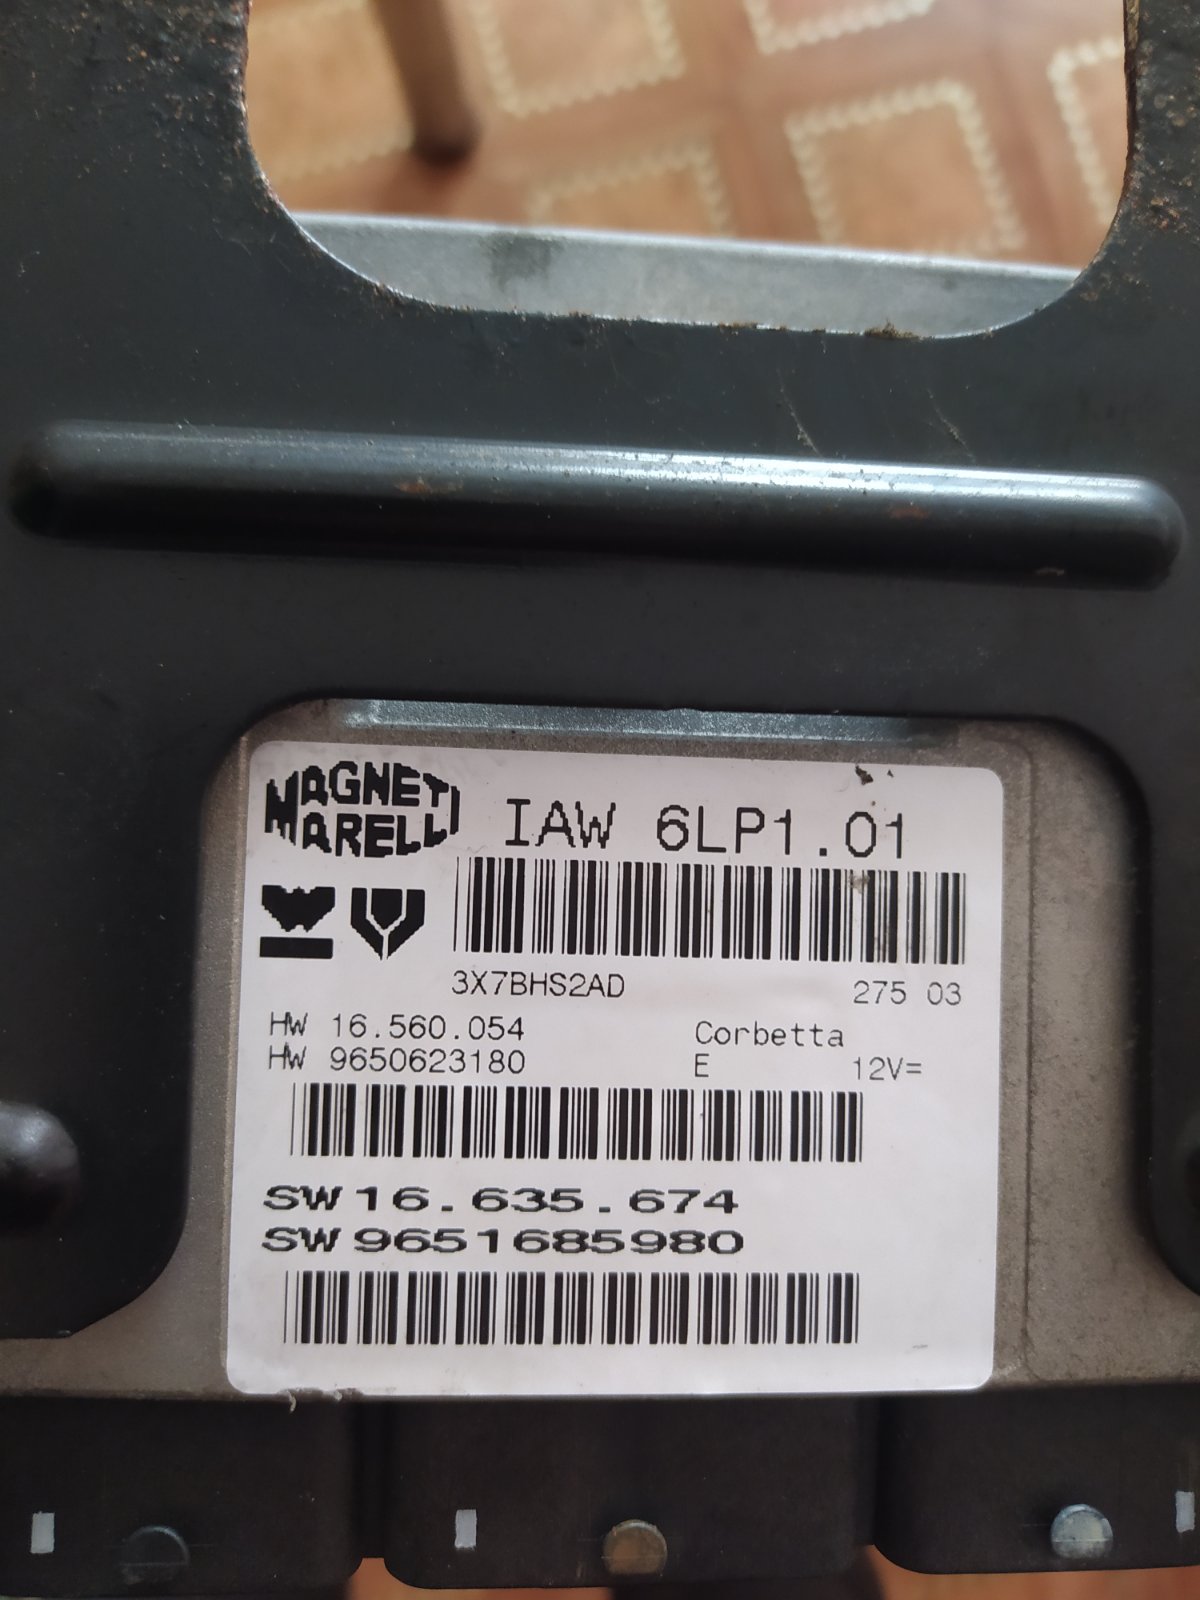 MAGNETI
MARELLI
IAW 6LP1.01
3X7BHS2AD 275 03
HW 16.560.054 Corbetta
HW 9650623180 E 12V=
SW 16.635.674
SW 9651685980